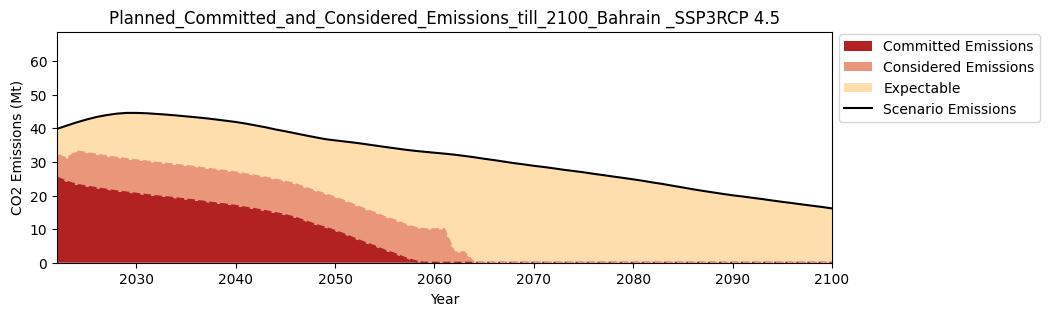 Planned_Committed_and_Considered_Emissions_till_2100_Bahrain _SSP3RCP 4.5
CO2 Emissions (Mt)
60
50
40
30
20
10
0
2030 2040 2050 2060 2070 2080 2090 2100
Year
Committed Emissions
Considered Emissions
Expectable
Scenario Emissions